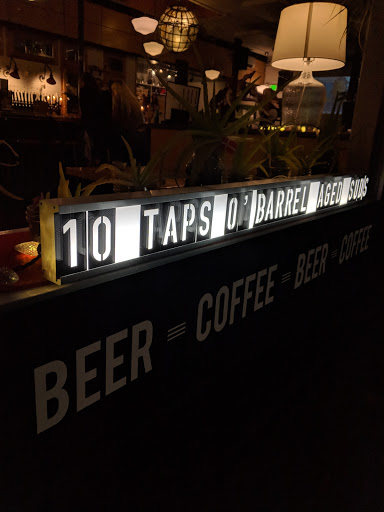 10 TAPS O' BARREL AGED SUDS
BEER = COFFEE = BEER = COFFEE